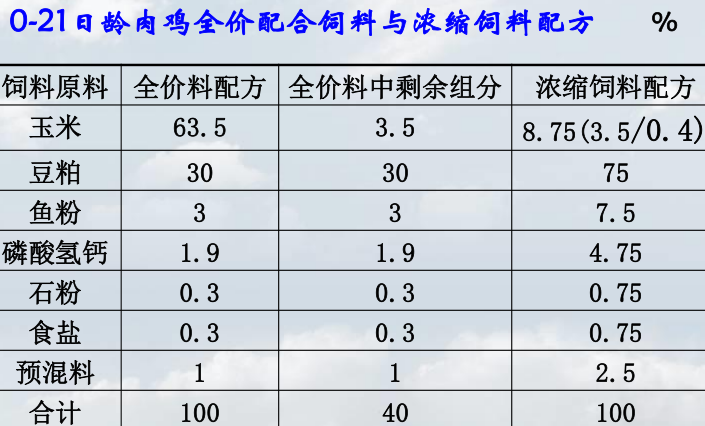 0-21日龄肉鸡全价配合饲料与浓缩饲料配方 %
饲料原料 全价料配方 全价料中剩余组分 浓缩饲料配方
玉米 63.5 3.5 8.75(3.5/0.4)
豆粕 30 30 75
鱼粉 3 3 7.5
磷酸氢钙 1.9 1.9 4.75
石粉 0.3 0.3 0.75
食盐 0.3 0.3 0.75
预混料 1 1 2.5
合计 100 40 100